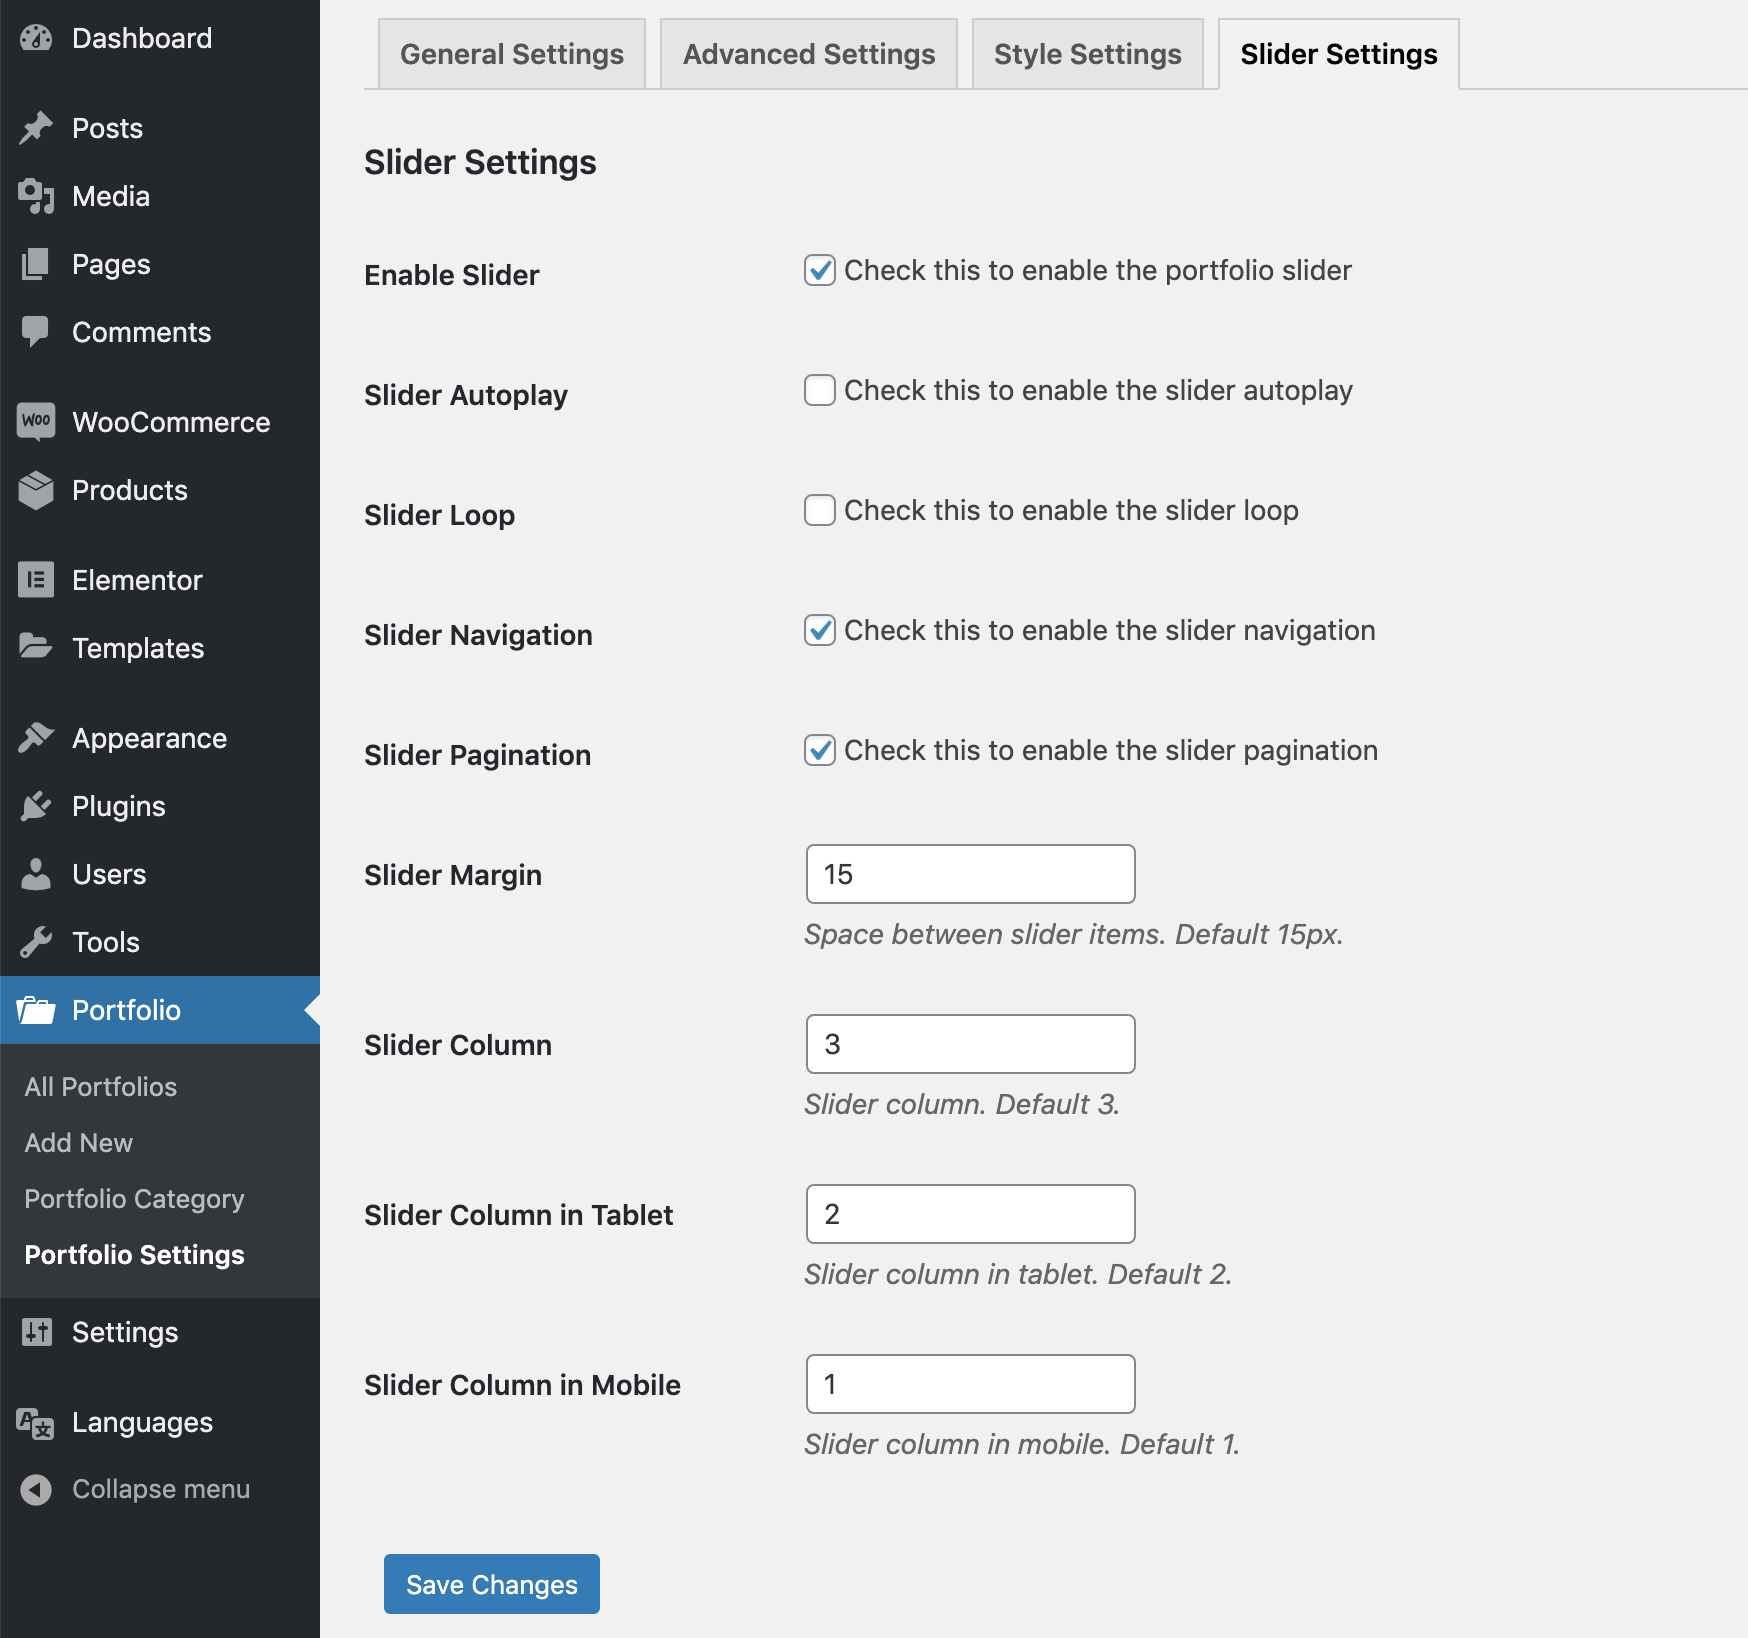 Dashboard
Posts
Media
Pages
Comments
Woo WooCommerce
Products
Elementor
Templates
Appearance
Plugins
Users
Tools
Portfolio
All Portfolios
Add New
Portfolio Category
Portfolio Settings
Settings
Languages
Collapse menu
General Settings
Advanced Settings
Style Settings
Slider Settings
Slider Settings
Enable Slider
Check this to enable the portfolio slider
Slider Autoplay
Check this to enable the slider autoplay
Slider Loop
Check this to enable the slider loop
Slider Navigation
Check this to enable the slider navigation
Slider Pagination
Check this to enable the slider pagination
Slider Margin
15
Space between slider items. Default 15px.
Slider Column
3
Slider column. Default 3.
Slider Column in Tablet
2
Slider column in tablet. Default 2.
Slider Column in Mobile
1
Slider column in mobile. Default 1.
Save Changes